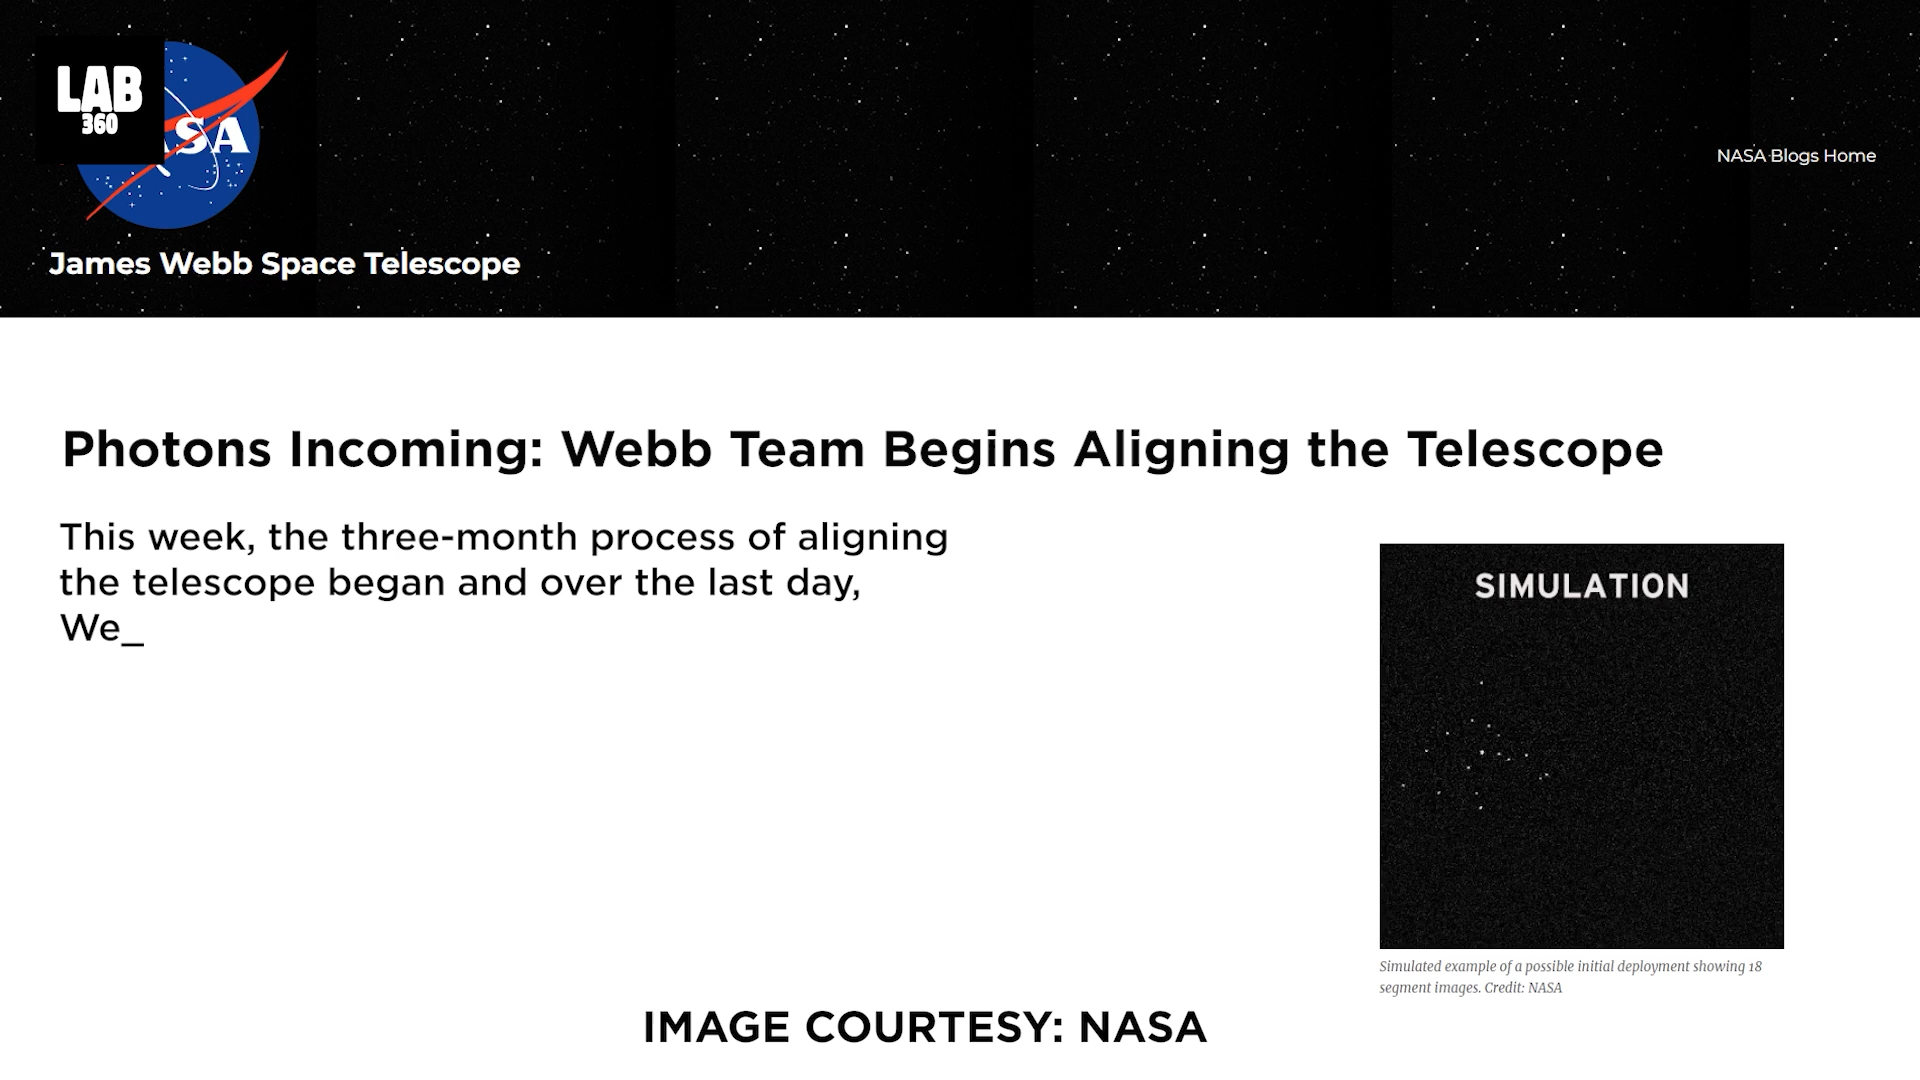 LAB
360
SA
NASA Blogs Home
James Webb Space Telescope
Photons Incoming: Webb Team Begins Aligning the Telescope
This week, the three-month process of aligning
the telescope began and over the last day,
We_
SIMULATION
Simulated example of a possible initial deployment showing 18
segment images. Credit: NASA
IMAGE COURTESY: NASA